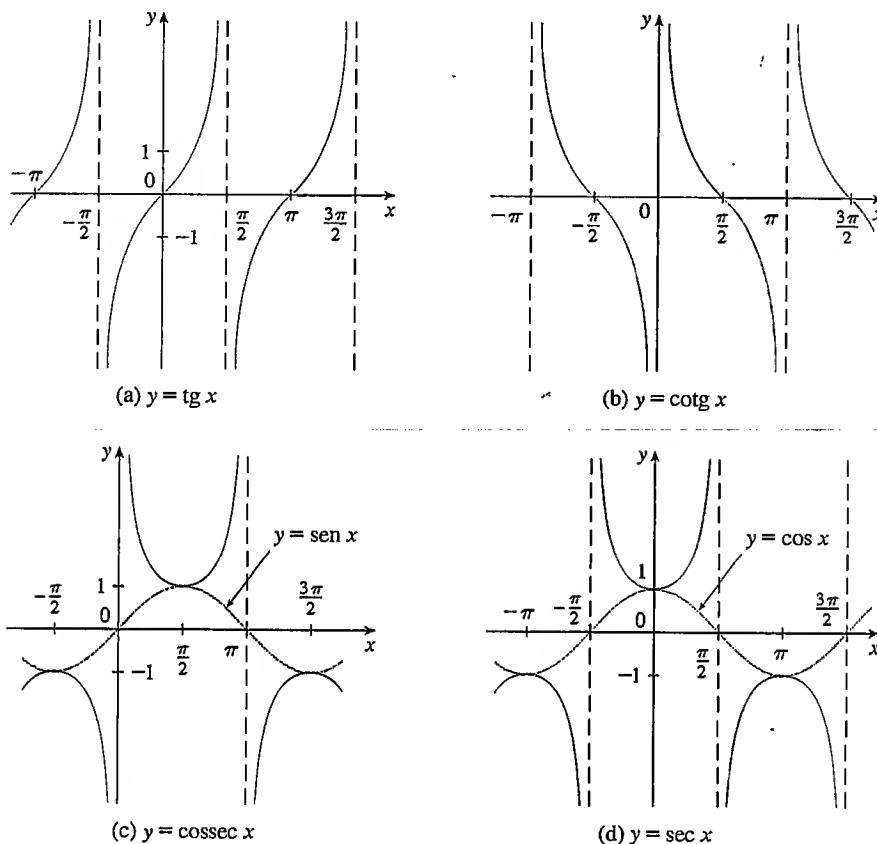 y
1
0
−π
−π/2
π/2
π
3π/2
x
−1
(a) y = tg x
y
−π
−π/2
0
π/2
π
3π/2
x
(b) y = cotg x
y
y = sen x
1
−π/2
0
3π/2
π/2
π
x
−1
(c) y = cossec x
y
y = cos x
1
−π
−π/2
0
3π/2
π/2
π
x
−1
(d) y = sec x